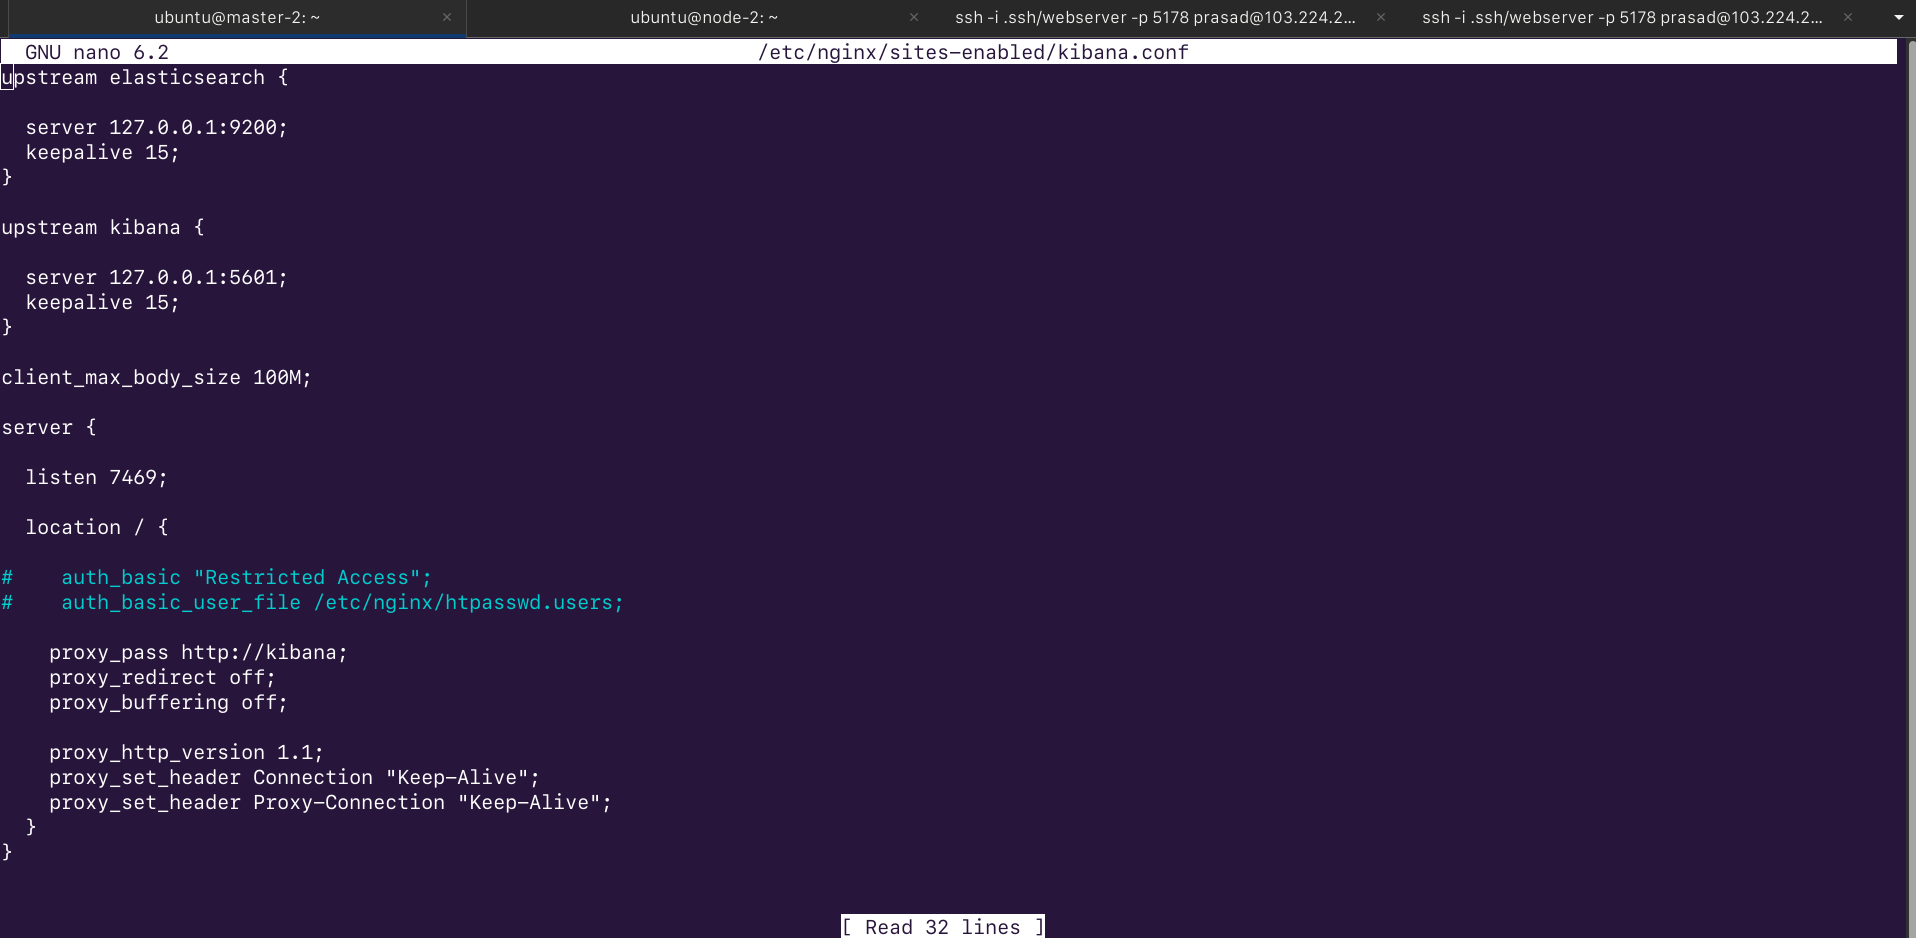 ubuntu@master-2: ~ × ubuntu@node-2: ~ × ssh -i .ssh/webserver -p 5178 prasad@103.224.2... × ssh -i .ssh/webserver -p 5178 prasad@103.224.2... ×
GNU nano 6.2 /etc/nginx/sites-enabled/kibana.conf
upstream elasticsearch {
server 127.0.0.1:9200;
keepalive 15;
}
upstream kibana {
server 127.0.0.1:5601;
keepalive 15;
}
client_max_body_size 100M;
server {
listen 7469;
location / {
#    auth_basic "Restricted Access";
#    auth_basic_user_file /etc/nginx/htpasswd.users;
proxy_pass http://kibana;
proxy_redirect off;
proxy_buffering off;
proxy_http_version 1.1;
proxy_set_header Connection "Keep-Alive";
proxy_set_header Proxy-Connection "Keep-Alive";
}
}
[ Read 32 lines ]